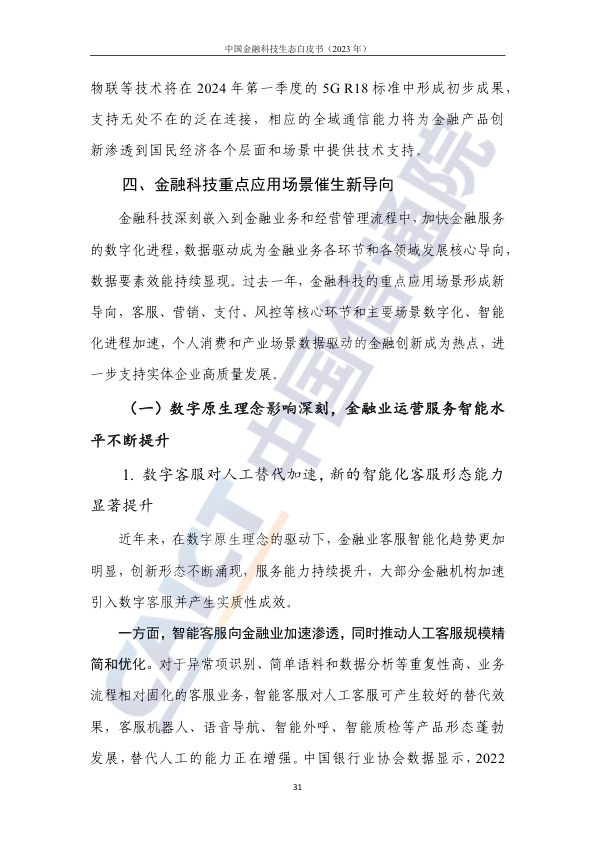 中国金融科技生态白皮书（2023 年）
物联等技术将在 2024 年第一季度的 5G R18 标准中形成初步成果，
支持无处不在的泛在连接，相应的全域通信能力将为金融产品创
新渗透到国民经济各个层面和场景中提供技术支持。
四、金融科技重点应用场景催生新导向
金融科技深刻嵌入到金融业务和经营管理流程中，加快金融服务
的数字化进程，数据驱动成为金融业务各环节和各领域发展核心导向，
数据要素效能持续显现。过去一年，金融科技的重点应用场景形成新
导向，客服、营销、支付、风控等核心环节和主要场景数字化、智能
化进程加速，个人消费和产业场景数据驱动的金融创新成为热点，进
一步支持实体企业高质量发展。
（一）数字原生理念影响深刻，金融业运营服务智能水
平不断提升
1. 数字客服对人工替代加速，新的智能化客服形态能力
显著提升
近年来，在数字原生理念的驱动下，金融业客服智能化趋势更加
明显，创新形态不断涌现，服务能力持续提升，大部分金融机构加速
引入数字客服并产生实质性成效。
一方面，智能客服向金融业加速渗透，同时推动人工客服规模精
简和优化。对于异常项识别、简单语料和数据分析等重复性高、业务
流程相对固化的客服业务，智能客服对人工客服可产生较好的替代效
果，客服机器人、语音导航、智能外呼、智能质检等产品形态蓬勃
发展，替代人工的能力正在增强。中国银行业协会数据显示，2022
31
CAICT 中国信通院